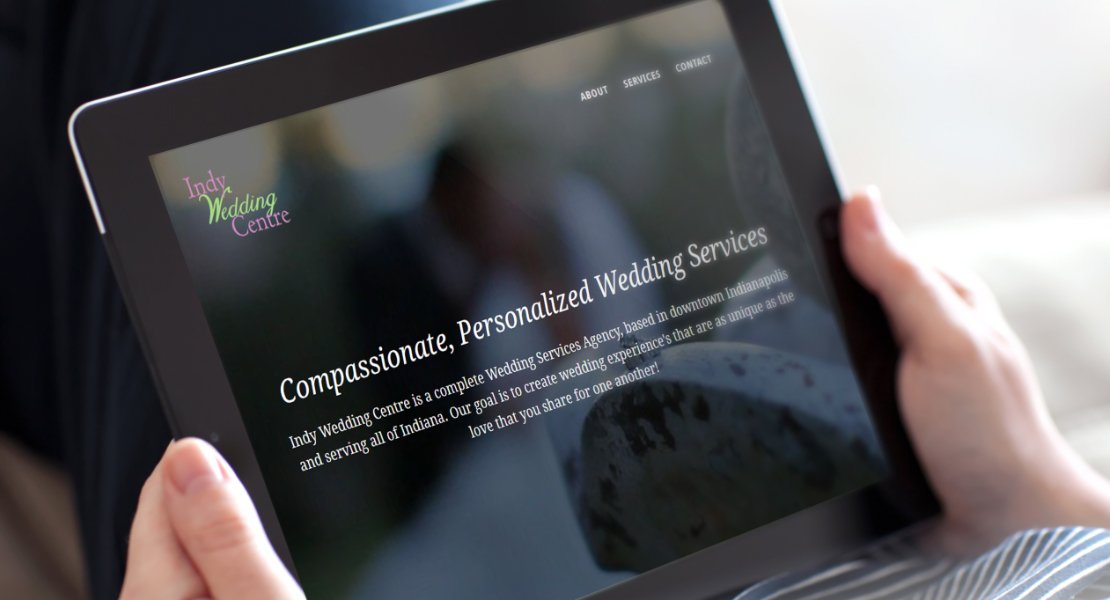 ABOUT SERVICES CONTACT
Indy
Wedding
Centre
Compassionate, Personalized Wedding Services
Indy Wedding Centre is a complete Wedding Services Agency, based in downtown Indianapolis
and serving all of Indiana. Our goal is to create wedding experience's that are as unique as the
love that you share for one another!